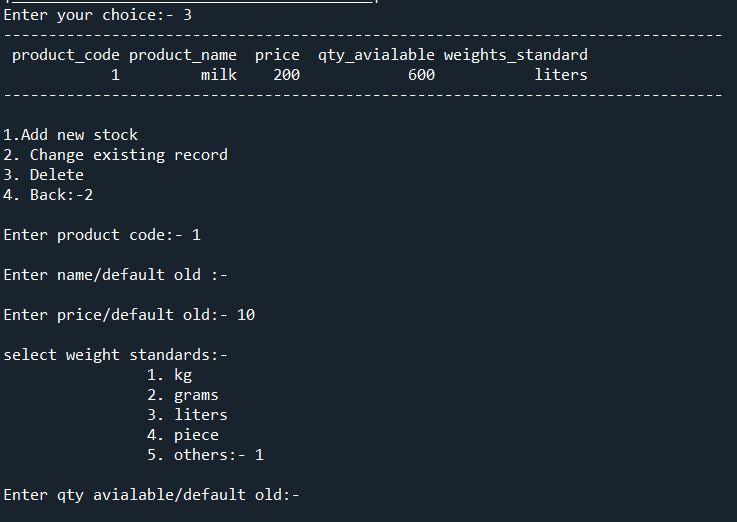 Enter your choice:- 3
--------------------------------------------------------------------------------
product_code product_name price qty_avialable weights_standard
1 milk 200 600 liters
--------------------------------------------------------------------------------
1.Add new stock
2. Change existing record
3. Delete
4. Back:-2
Enter product code:- 1
Enter name/default old :-
Enter price/default old:- 10
select weight standards:-
1. kg
2. grams
3. liters
4. piece
5. others:- 1
Enter qty avialable/default old:-